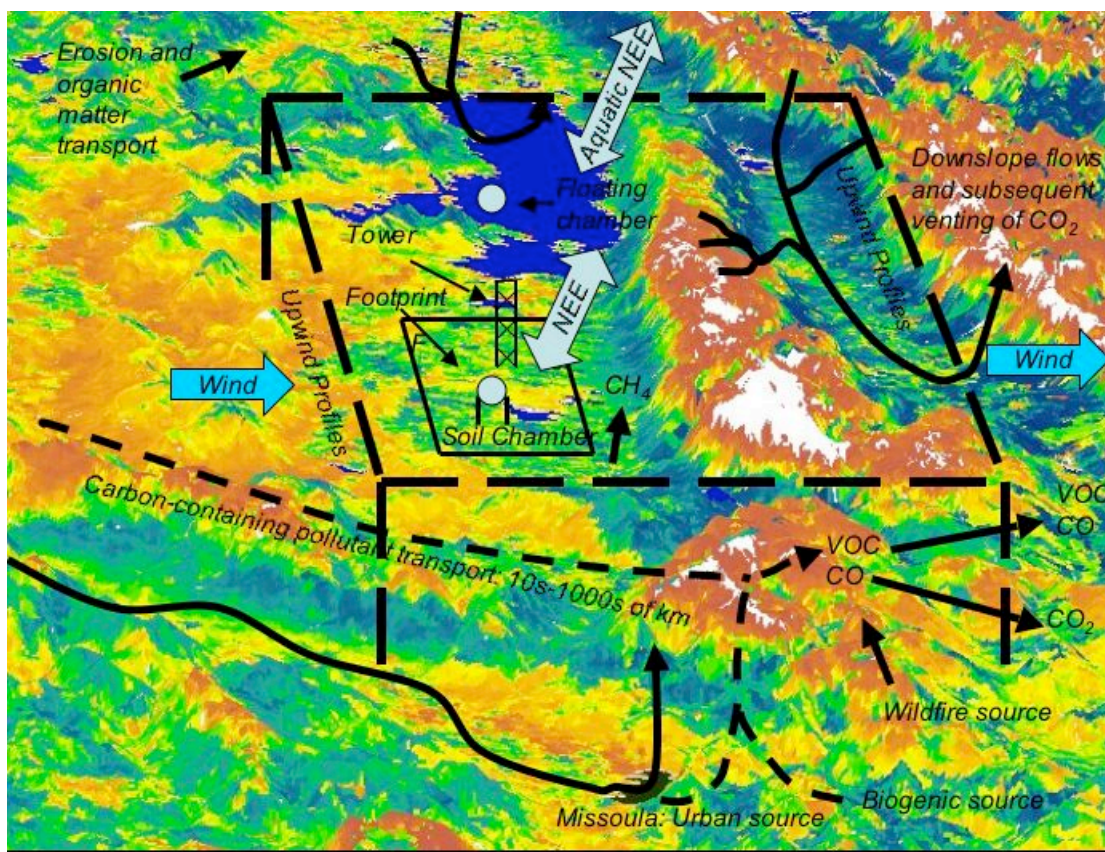 Erosion and
organic
matter
transport
Aquatic NEE
Floating
chamber
Tower
Footprint
F
NEE
Upwind Profiles
Wind
Soil Chamber
CH4
Upwind Profiles
Downslope flows
and subsequent
venting of CO2
Wind
Carbon-containing pollutant transport: 10s-1000s of km
VOC
CO
VOC
CO
CO2
Wildfire source
Biogenic source
Missoula: Urban source